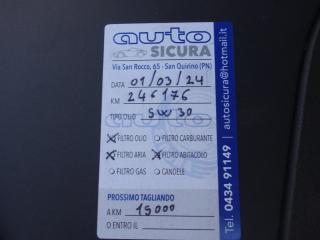 auto
SICURA
Via San Rocco, 65 - San Quirino (PN)
DATA 01/03/24
KM 246176
TIPO OLIO 5W30
FILTRO OLIO FILTRO CARBURANTE
FILTRO ARIA FILTRO ABITACOLO
FILTRO GAS CANDELE
PROSSIMO TAGLIANDO
A KM 15000
O ENTRO IL
Tel. 0434 91149 | autosicura@hotmail.it